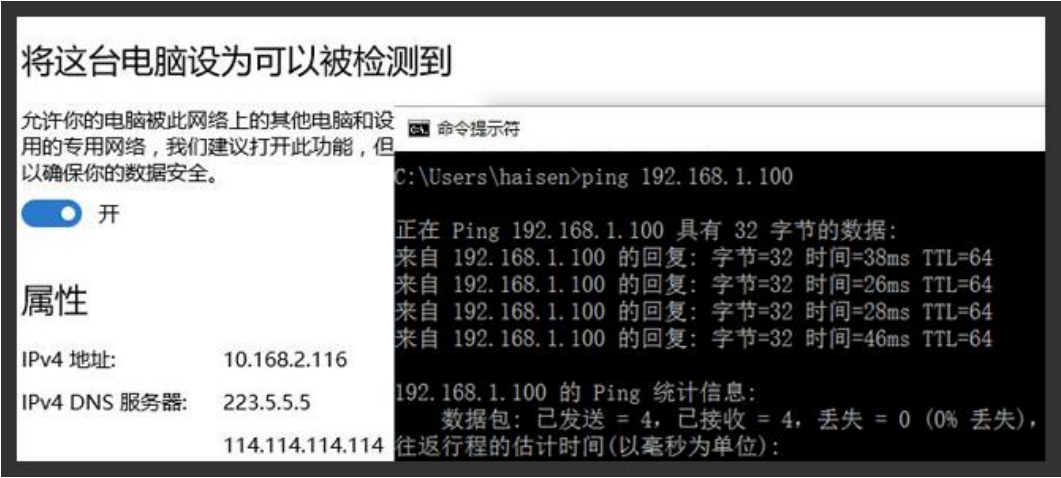 将这台电脑设为可以被检测到
允许你的电脑被此网络上的其他电脑和设
用的专用网络，我们建议打开此功能，但
以确保你的数据安全。
开
属性
IPv4 地址: 10.168.2.116
IPv4 DNS 服务器: 223.5.5.5
114.114.114.114
命令提示符
C:\Users\haisen>ping 192.168.1.100
正在 Ping 192.168.1.100 具有 32 字节的数据:
来自 192.168.1.100 的回复: 字节=32 时间=38ms TTL=64
来自 192.168.1.100 的回复: 字节=32 时间=26ms TTL=64
来自 192.168.1.100 的回复: 字节=32 时间=28ms TTL=64
来自 192.168.1.100 的回复: 字节=32 时间=46ms TTL=64
192.168.1.100 的 Ping 统计信息:
数据包: 已发送 = 4，已接收 = 4，丢失 = 0 (0% 丢失)，
往返行程的估计时间(以毫秒为单位):